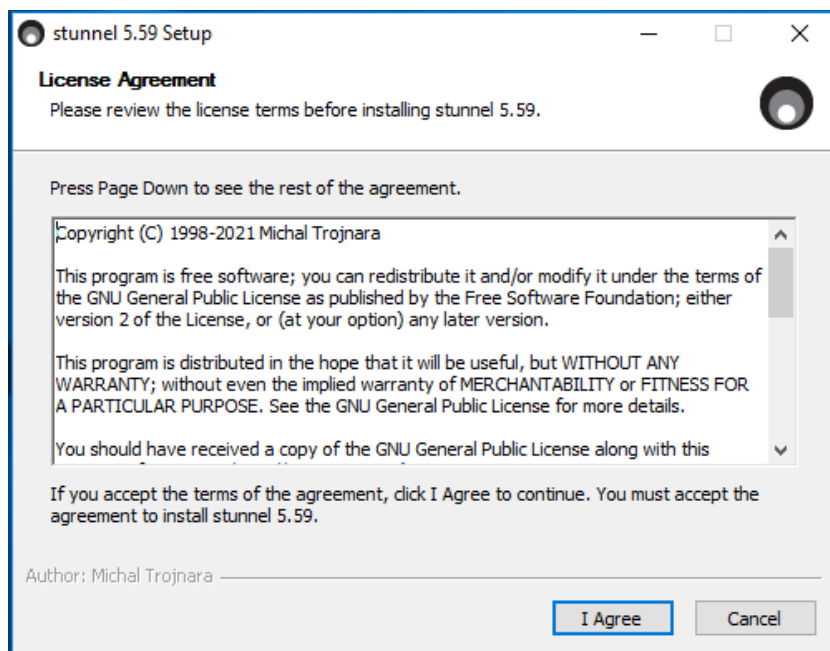 stunnel 5.59 Setup
License Agreement
Please review the license terms before installing stunnel 5.59.
Press Page Down to see the rest of the agreement.
Copyright (C) 1998-2021 Michal Trojnara
This program is free software; you can redistribute it and/or modify it under the terms of
the GNU General Public License as published by the Free Software Foundation; either
version 2 of the License, or (at your option) any later version.
This program is distributed in the hope that it will be useful, but WITHOUT ANY
WARRANTY; without even the implied warranty of MERCHANTABILITY or FITNESS FOR
A PARTICULAR PURPOSE. See the GNU General Public License for more details.
You should have received a copy of the GNU General Public License along with this
If you accept the terms of the agreement, click I Agree to continue. You must accept the
agreement to install stunnel 5.59.
Author: Michal Trojnara
I Agree
Cancel